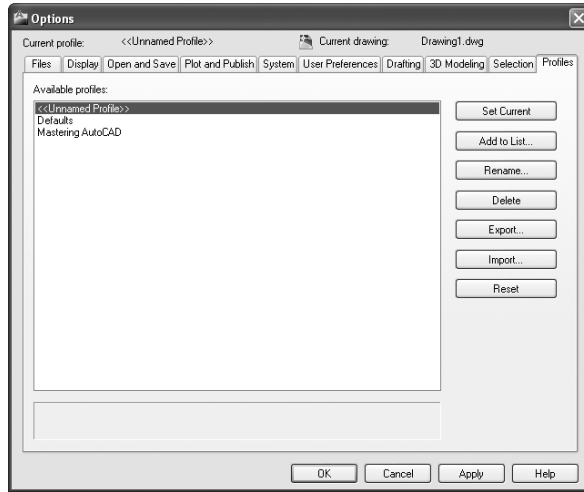 Options
Current profile: <<Unnamed Profile>> Current drawing: Drawing1.dwg
Files Display Open and Save Plot and Publish System User Preferences Drafting 3D Modeling Selection Profiles
Available profiles:
<<Unnamed Profile>>
Defaults
Mastering AutoCAD
Set Current
Add to List...
Rename...
Delete
Export...
Import...
Reset
OK Cancel Apply Help